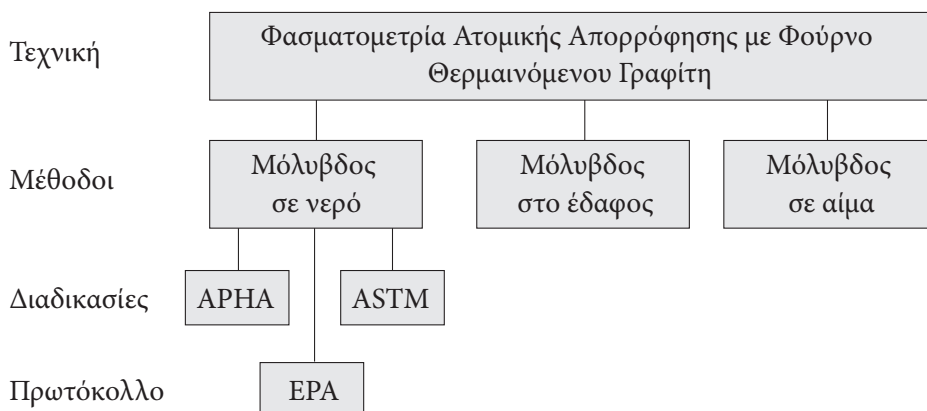 Τεχνική
Φασματομετρία Ατομικής Απορρόφησης με Φούρνο
Θερμαινόμενου Γραφίτη
Μέθοδοι
Μόλυβδος
σε νερό
Μόλυβδος
στο έδαφος
Μόλυβδος
σε αίμα
Διαδικασίες
APHA
ASTM
Πρωτόκολλο
EPA